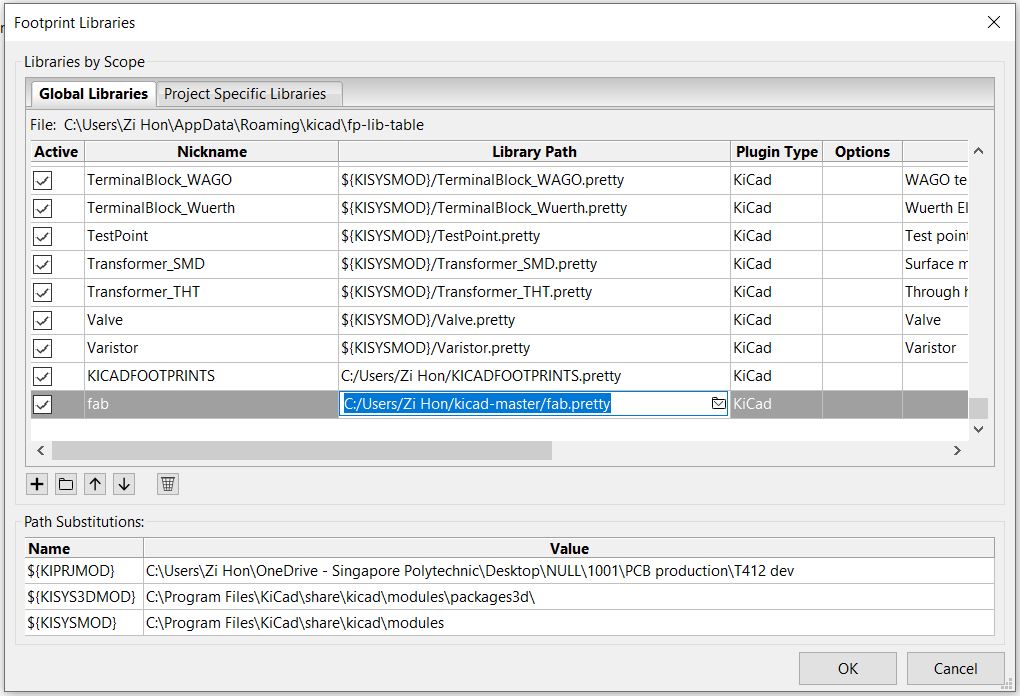 Footprint Libraries
Libraries by Scope
Global Libraries Project Specific Libraries
File: C:\Users\Zi Hon\AppData\Roaming\kicad\fp-lib-table
Active Nickname Library Path Plugin Type Options
TerminalBlock_WAGO ${KISYSMOD}/TerminalBlock_WAGO.pretty KiCad WAGO te
TerminalBlock_Wuerth ${KISYSMOD}/TerminalBlock_Wuerth.pretty KiCad Wuerth El
TestPoint ${KISYSMOD}/TestPoint.pretty KiCad Test point
Transformer_SMD ${KISYSMOD}/Transformer_SMD.pretty KiCad Surface m
Transformer_THT ${KISYSMOD}/Transformer_THT.pretty KiCad Through h
Valve ${KISYSMOD}/Valve.pretty KiCad Valve
Varistor ${KISYSMOD}/Varistor.pretty KiCad Varistor
KICADFOOTPRINTS C:/Users/Zi Hon/KICADFOOTPRINTS.pretty KiCad
fab C:/Users/Zi Hon/kicad-master/fab.pretty KiCad
Path Substitutions:
Name Value
${KIPRJMOD} C:\Users\Zi Hon\OneDrive - Singapore Polytechnic\Desktop\NULL\1001\PCB production\T412 dev
${KISYS3DMOD} C:\Program Files\KiCad\share\kicad\modules\packages3d\
${KISYSMOD} C:\Program Files\KiCad\share\kicad\modules
OK Cancel